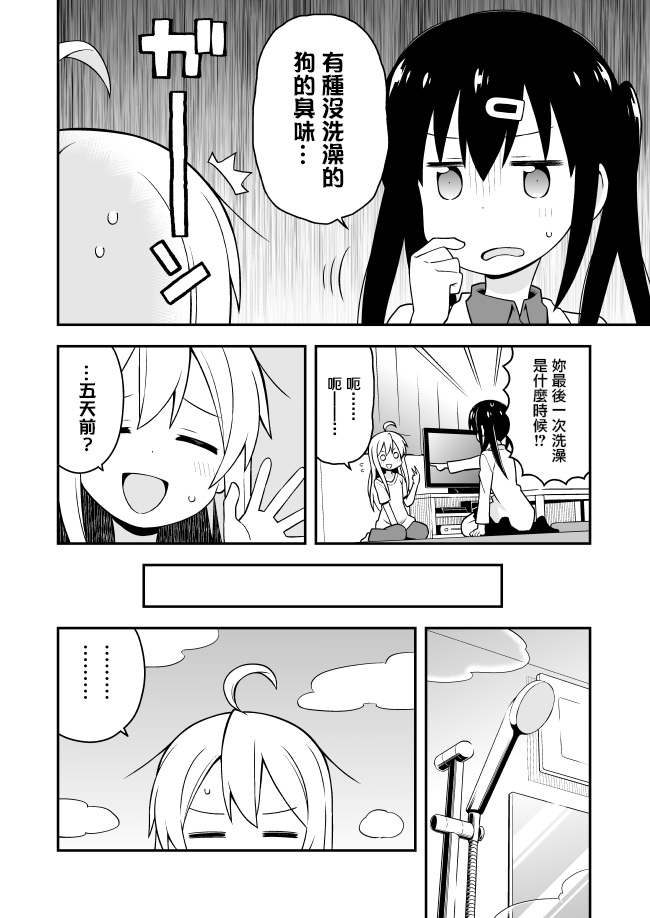 有種沒洗澡的
狗的臭味…
ガーン
妳最後一次洗澡
是什麼時候!?
呃……
呃——…
…五天前?
……